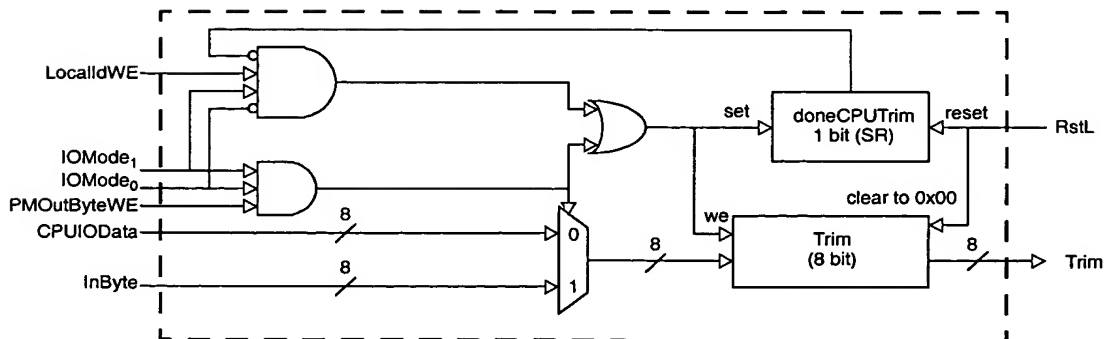 LocalIdWE
IOMode1
IOMode0
PMOutByteWE
CPUIOData
InByte
8
8
0
1
8
set
doneCPUTrim
1 bit (SR)
reset
RstL
clear to 0x00
we
Trim
(8 bit)
8
Trim